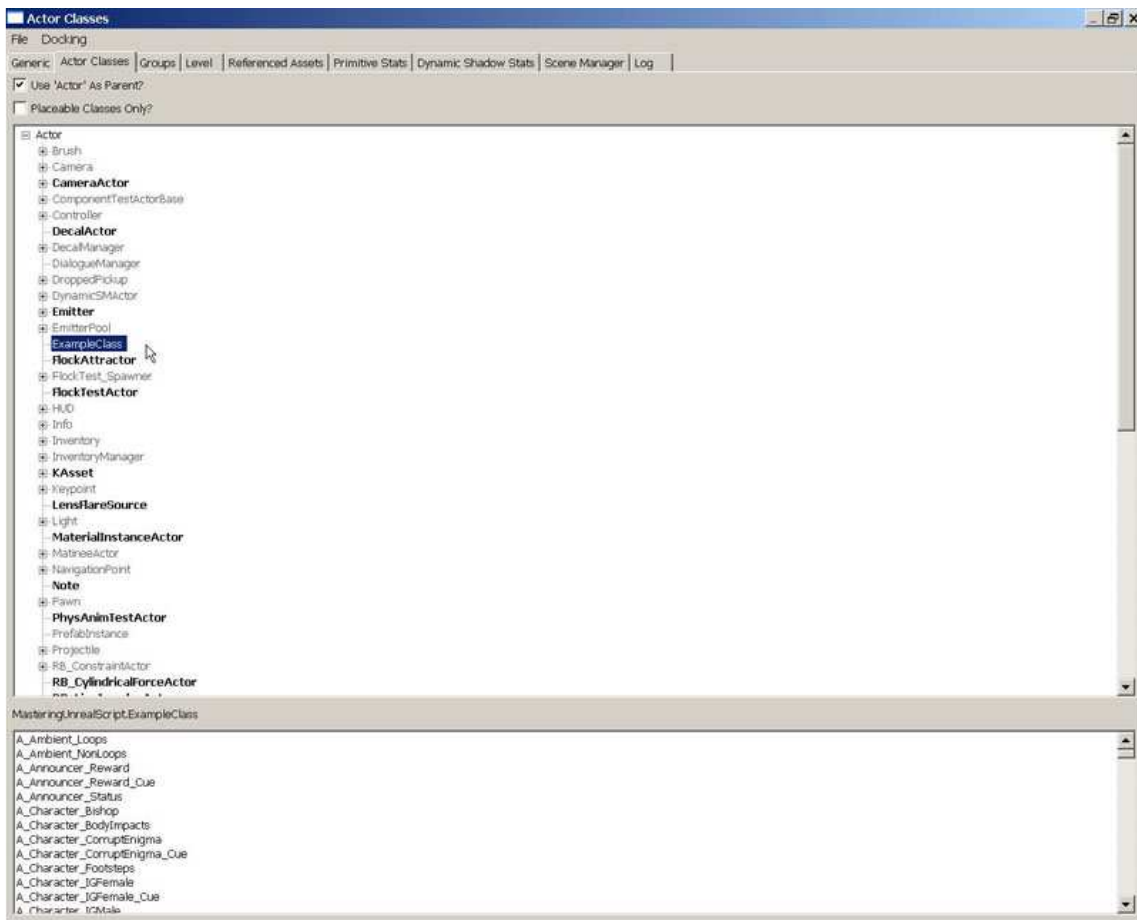 Actor Classes
File Docking
Generic Actor Classes Groups Level Referenced Assets Primitive Stats Dynamic Shadow Stats Scene Manager Log
Use 'Actor' As Parent?
Placeable Classes Only?
Actor
Brush
Camera
CameraActor
ComponentTestActorBase
Controller
DecalActor
DecalManager
DialogueManager
DroppedPickup
DynamicSMActor
Emitter
EmitterPool
ExampleClass
FlockAttractor
FlockTest_Spawner
FlockTestActor
HUD
Info
Inventory
InventoryManager
KAsset
Keypoint
LensFlareSource
Light
MaterialInstanceActor
MatineeActor
NavigationPoint
Note
Pawn
PhysAnimTestActor
PrefabInstance
Projectile
RB_ConstraintActor
RB_CylindricalForceActor
MasteringUnrealScript.ExampleClass
A_Ambient_Loops
A_Ambient_NonLoops
A_Announcer_Reward
A_Announcer_Reward_Cue
A_Announcer_Status
A_Character_Bishop
A_Character_BodyImpacts
A_Character_CorruptEnigma
A_Character_CorruptEnigma_Cue
A_Character_Footsteps
A_Character_IGFemale
A_Character_IGFemale_Cue
A_Character_IGMale